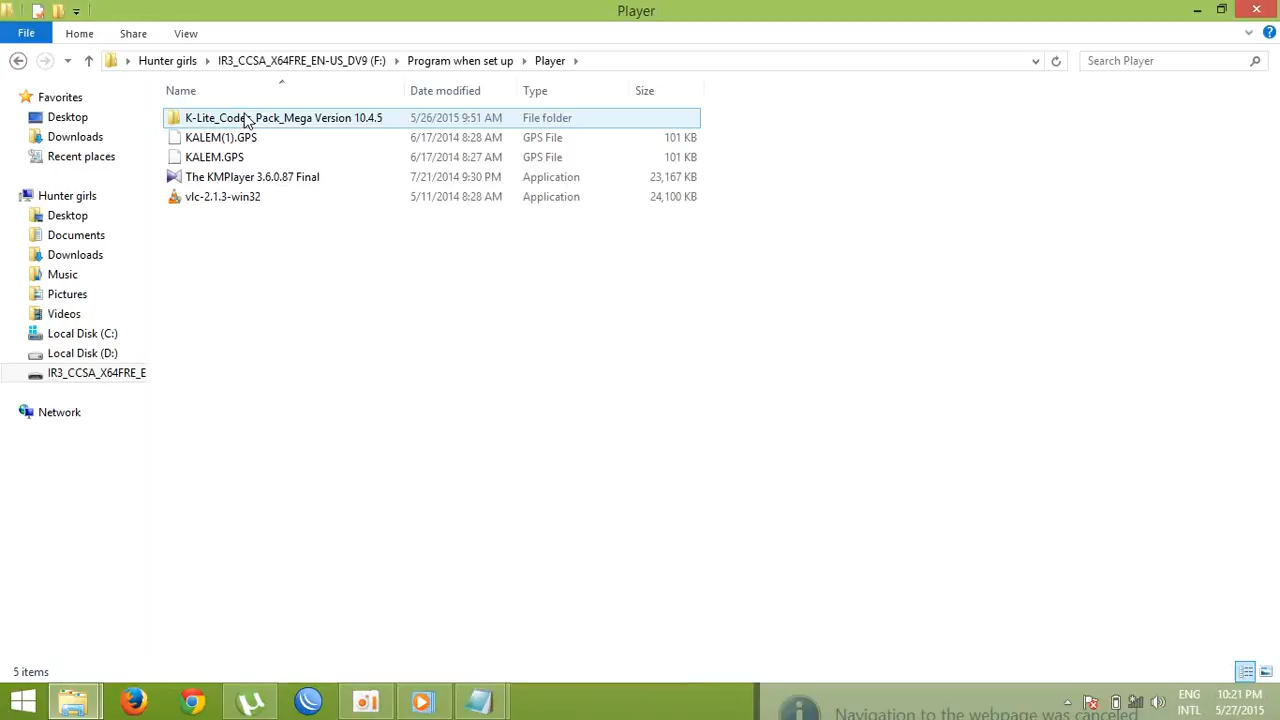 Player
File Home Share View
Hunter girls IR3_CCSA_X64FRE_EN-US_DV9 (F:) Program when set up Player Search Player
Name Date modified Type Size
K-Lite_Codec_Pack_Mega Version 10.4.5 5/26/2015 9:51 AM File folder
KALEM(1).GPS 6/17/2014 8:28 AM GPS File 101 KB
KALEM.GPS 6/17/2014 8:27 AM GPS File 101 KB
The KMPlayer 3.6.0.87 Final 7/21/2014 9:30 PM Application 23,167 KB
vlc-2.1.3-win32 5/11/2014 8:28 AM Application 24,100 KB
Favorites
Desktop
Downloads
Recent places
Hunter girls
Desktop
Documents
Downloads
Music
Pictures
Videos
Local Disk (C:)
Local Disk (D:)
IR3_CCSA_X64FRE_E
Network
5 items
Navigation to the webpage was canceled
ENG 10:21 PM
INTL 5/27/2015